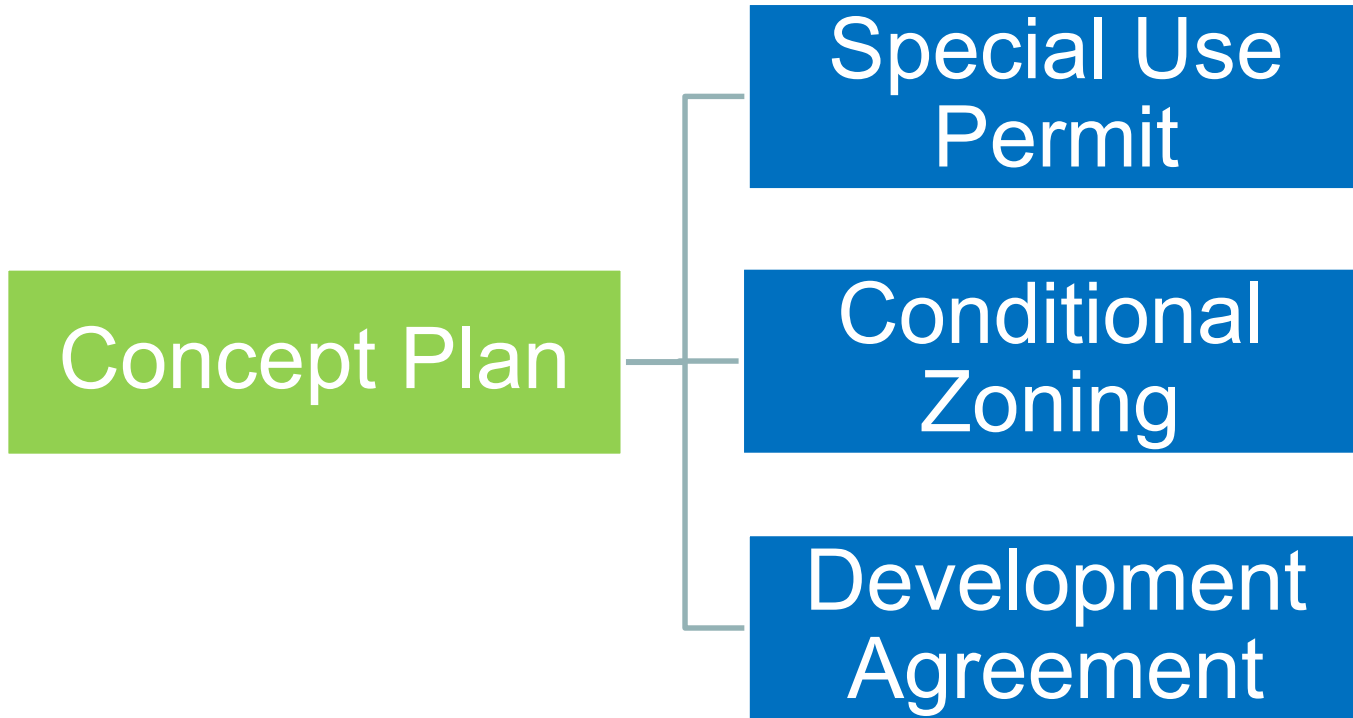 Concept Plan
Special Use
Permit
Conditional
Zoning
Development
Agreement